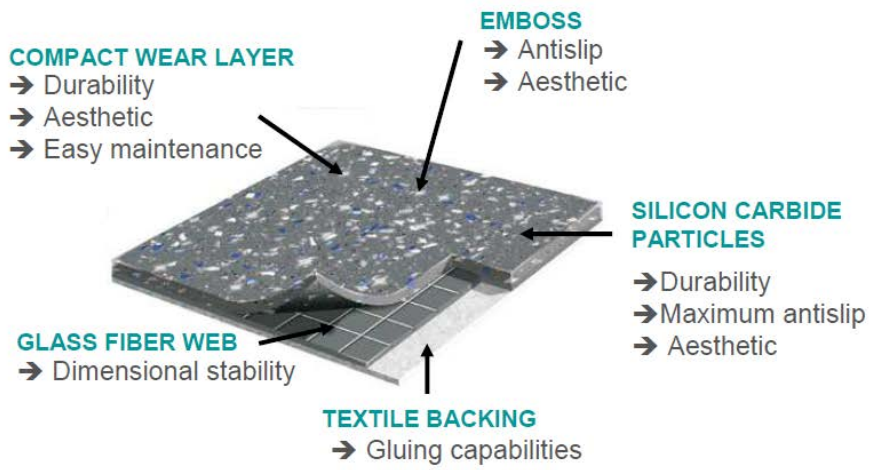 EMBOSS
➔ Antislip
➔ Aesthetic
COMPACT WEAR LAYER
➔ Durability
➔ Aesthetic
➔ Easy maintenance
SILICON CARBIDE
PARTICLES
➔Durability
➔Maximum antislip
➔ Aesthetic
GLASS FIBER WEB
➔ Dimensional stability
TEXTILE BACKING
➔ Gluing capabilities